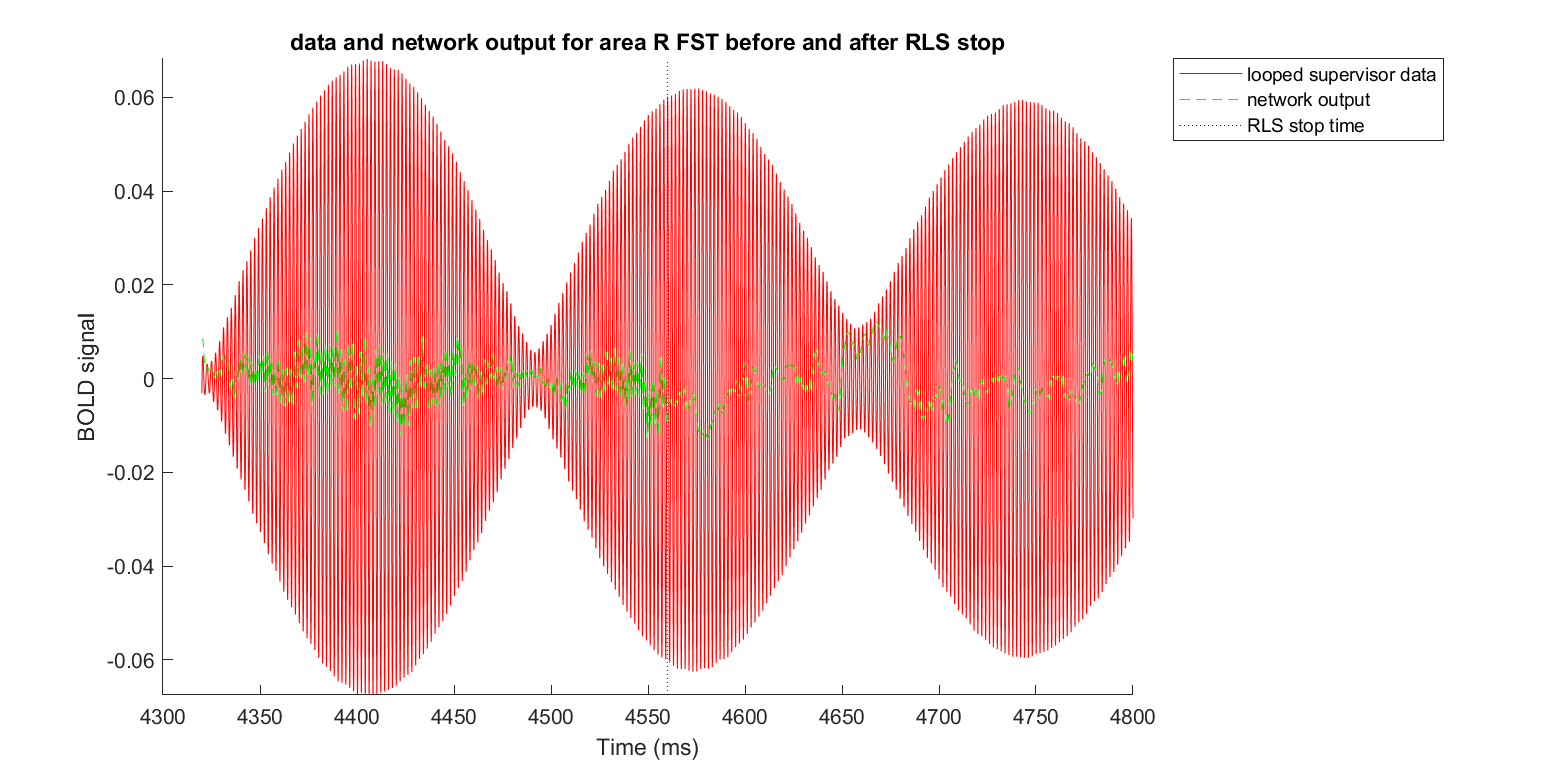 data and network output for area R FST before and after RLS stop
looped supervisor data
network output
RLS stop time
BOLD signal
0.06
0.04
0.02
0
-0.02
-0.04
-0.06
4300 4350 4400 4450 4500 4550 4600 4650 4700 4750 4800
Time (ms)